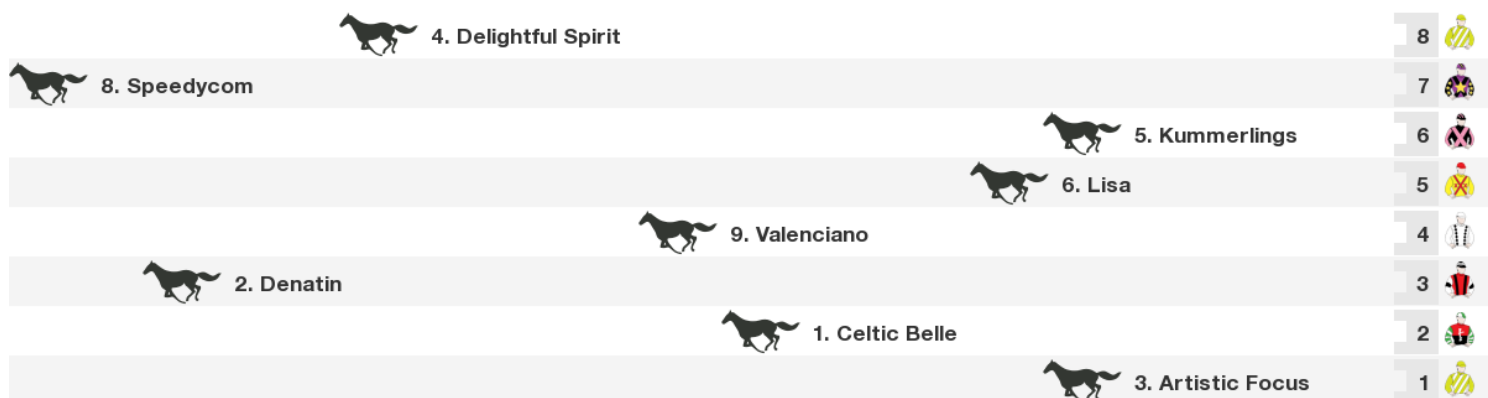 4. Delightful Spirit 8
8. Speedycom 7
5. Kummerlings 6
6. Lisa 5
9. Valenciano 4
2. Denatin 3
1. Celtic Belle 2
3. Artistic Focus 1